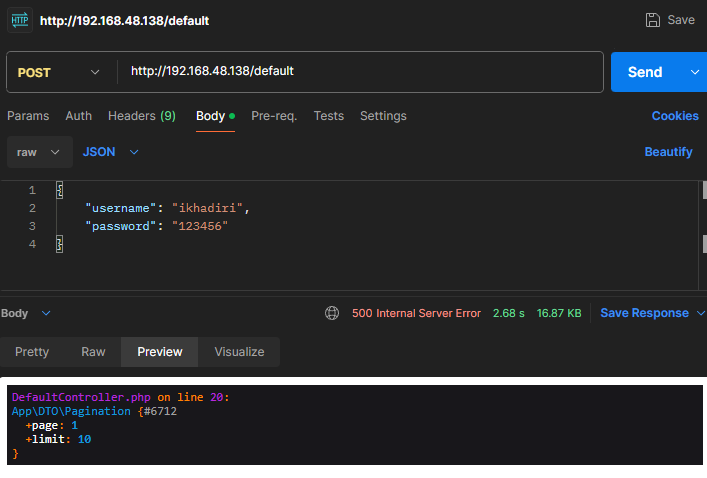 HTTP http://192.168.48.138/default Save
POST http://192.168.48.138/default Send
Params Auth Headers (9) Body Pre-req. Tests Settings Cookies
raw JSON Beautify
1 {
2 "username": "ikhadiri",
3 "password": "123456"
4 }
Body 500 Internal Server Error 2.68 s 16.87 KB Save Response
Pretty Raw Preview Visualize
DefaultController.php on line 20:
App\DTO\Pagination {#6712
+page: 1
+limit: 10
}